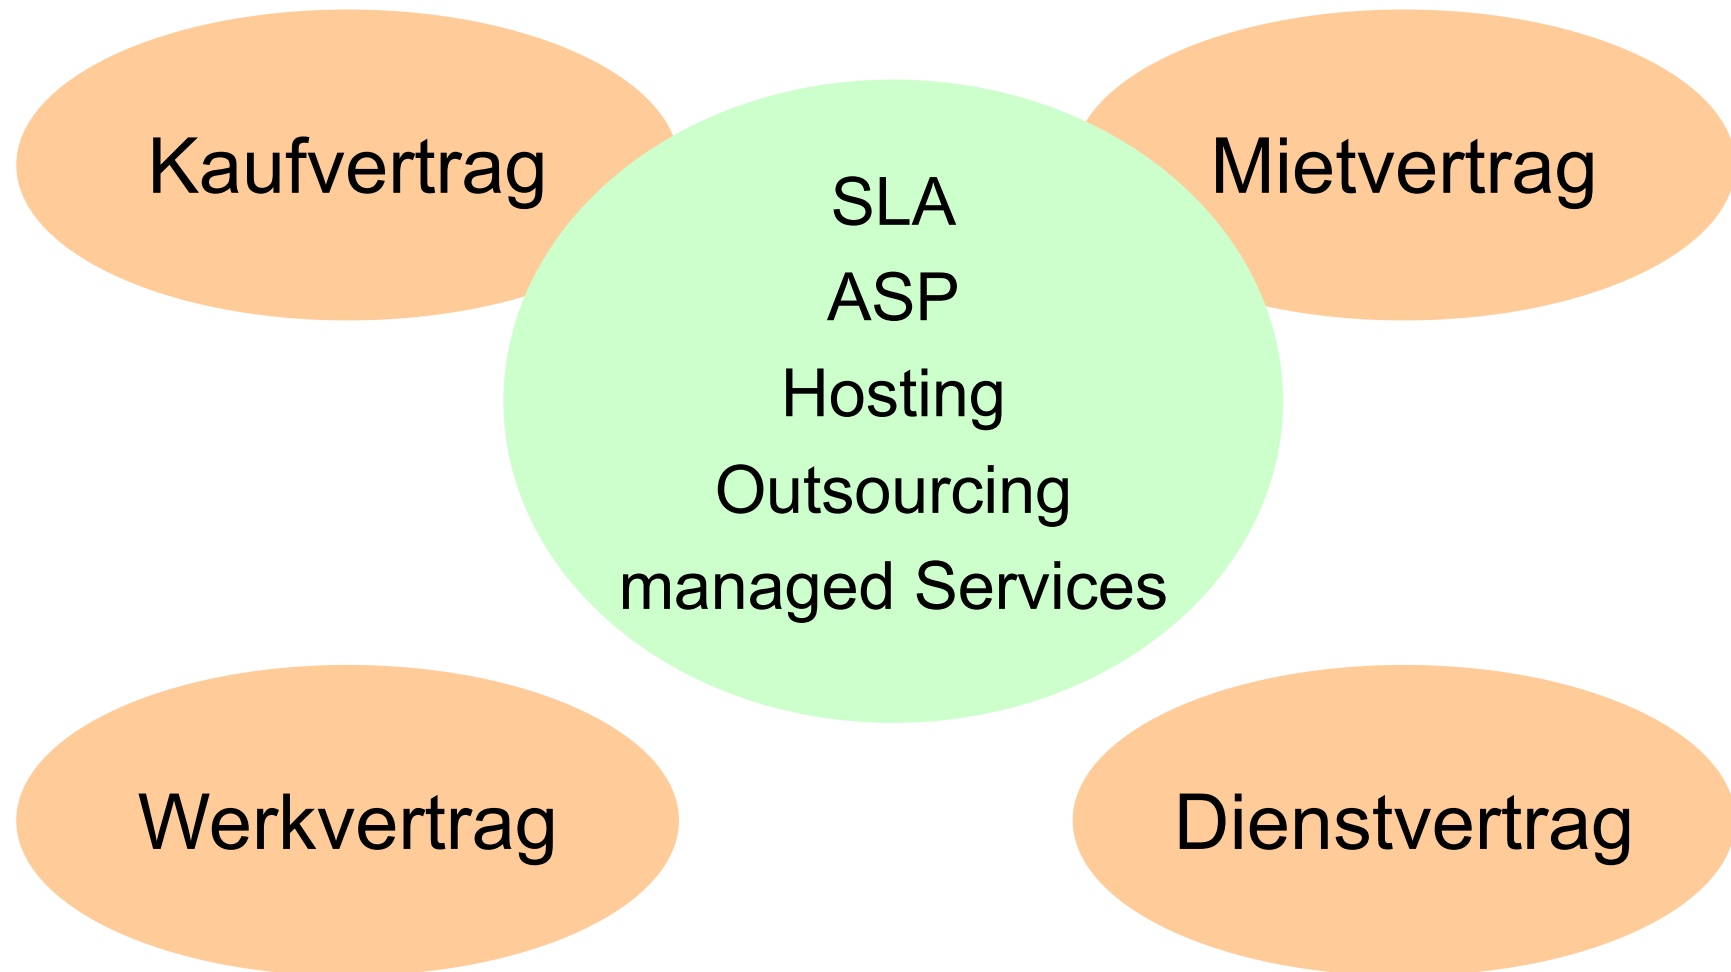 Kaufvertrag
Mietvertrag
SLA
ASP
Hosting
Outsourcing
managed Services
Werkvertrag
Dienstvertrag